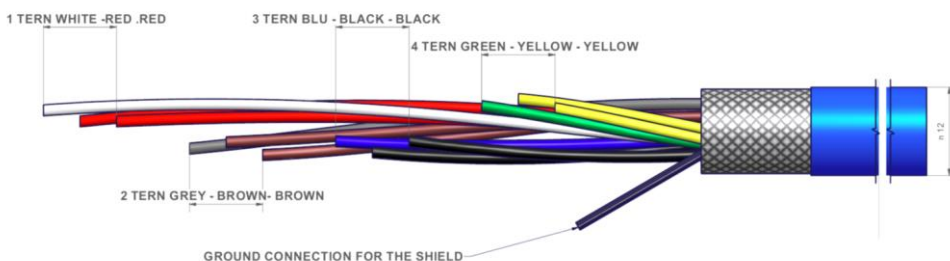 1 TERN WHITE -RED .RED
3 TERN BLU - BLACK - BLACK
4 TERN GREEN - YELLOW - YELLOW
n 12
2 TERN GREY - BROWN- BROWN
GROUND CONNECTION FOR THE SHIELD